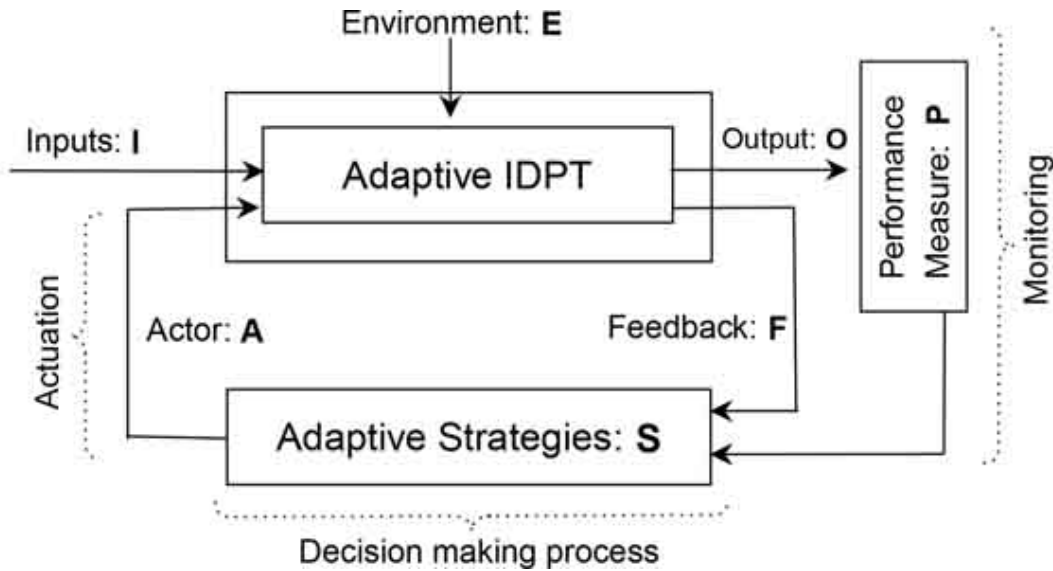 Environment: E
Inputs: I
Adaptive IDPT
Output: O
Performance
Measure: P
Monitoring
Actuation
Actor: A
Feedback: F
Adaptive Strategies: S
Decision making process